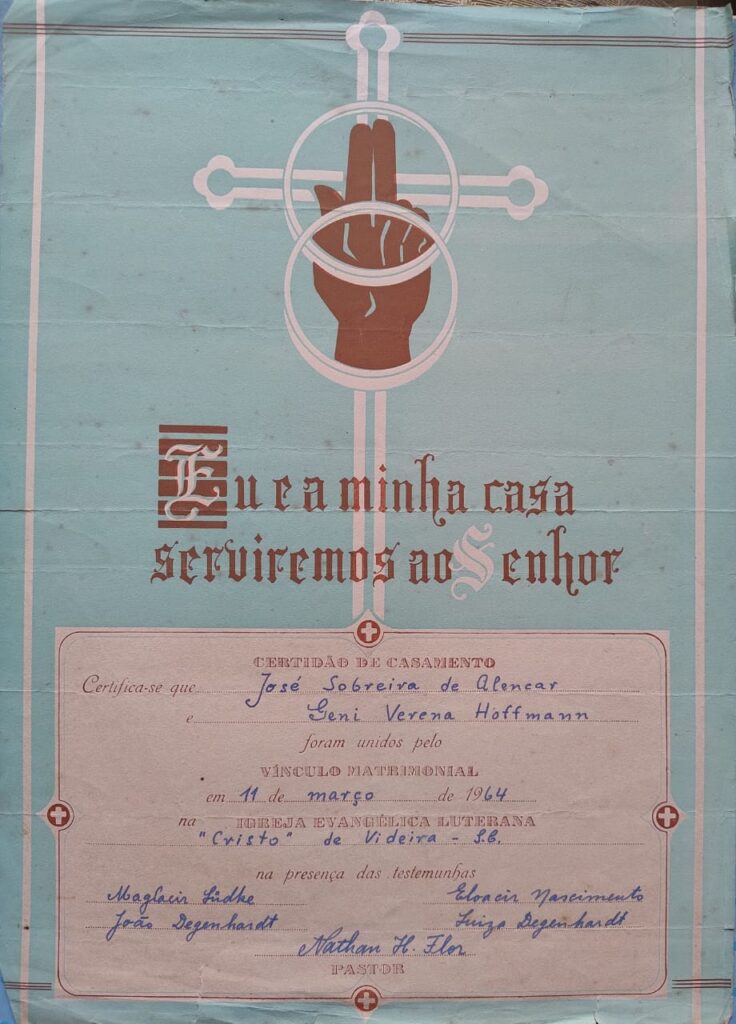 Eu e a minha casa
serviremos ao Senhor
CERTIDÃO DE CASAMENTO
Certifica-se que José Sobreira de Alencar
e Geni Verena Hoffmann
foram unidos pelo
VÍNCULO MATRIMONIAL
em 11 de março de 1964
na IGREJA EVANGÉLICA LUTERANA
"Cristo" de Videira - S.C.
na presença das testemunhas
Maglacir Lüdke Eloacir Nascimento
João Degenhardt Luiza Degenhardt
Nathan H. Flor
PASTOR